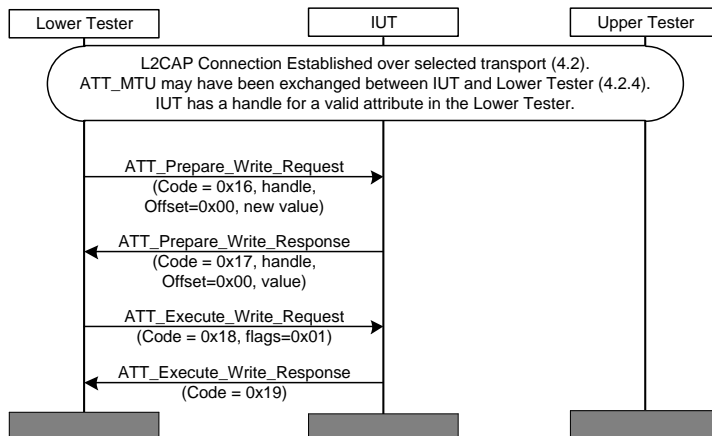 Lower Tester
IUT
Upper Tester
L2CAP Connection Established over selected transport (4.2).
ATT_MTU may have been exchanged between IUT and Lower Tester (4.2.4).
IUT has a handle for a valid attribute in the Lower Tester.
ATT_Prepare_Write_Request
(Code = 0x16, handle,
Offset=0x00, new value)
ATT_Prepare_Write_Response
(Code = 0x17, handle,
Offset=0x00, value)
ATT_Execute_Write_Request
(Code = 0x18, flags=0x01)
ATT_Execute_Write_Response
(Code = 0x19)